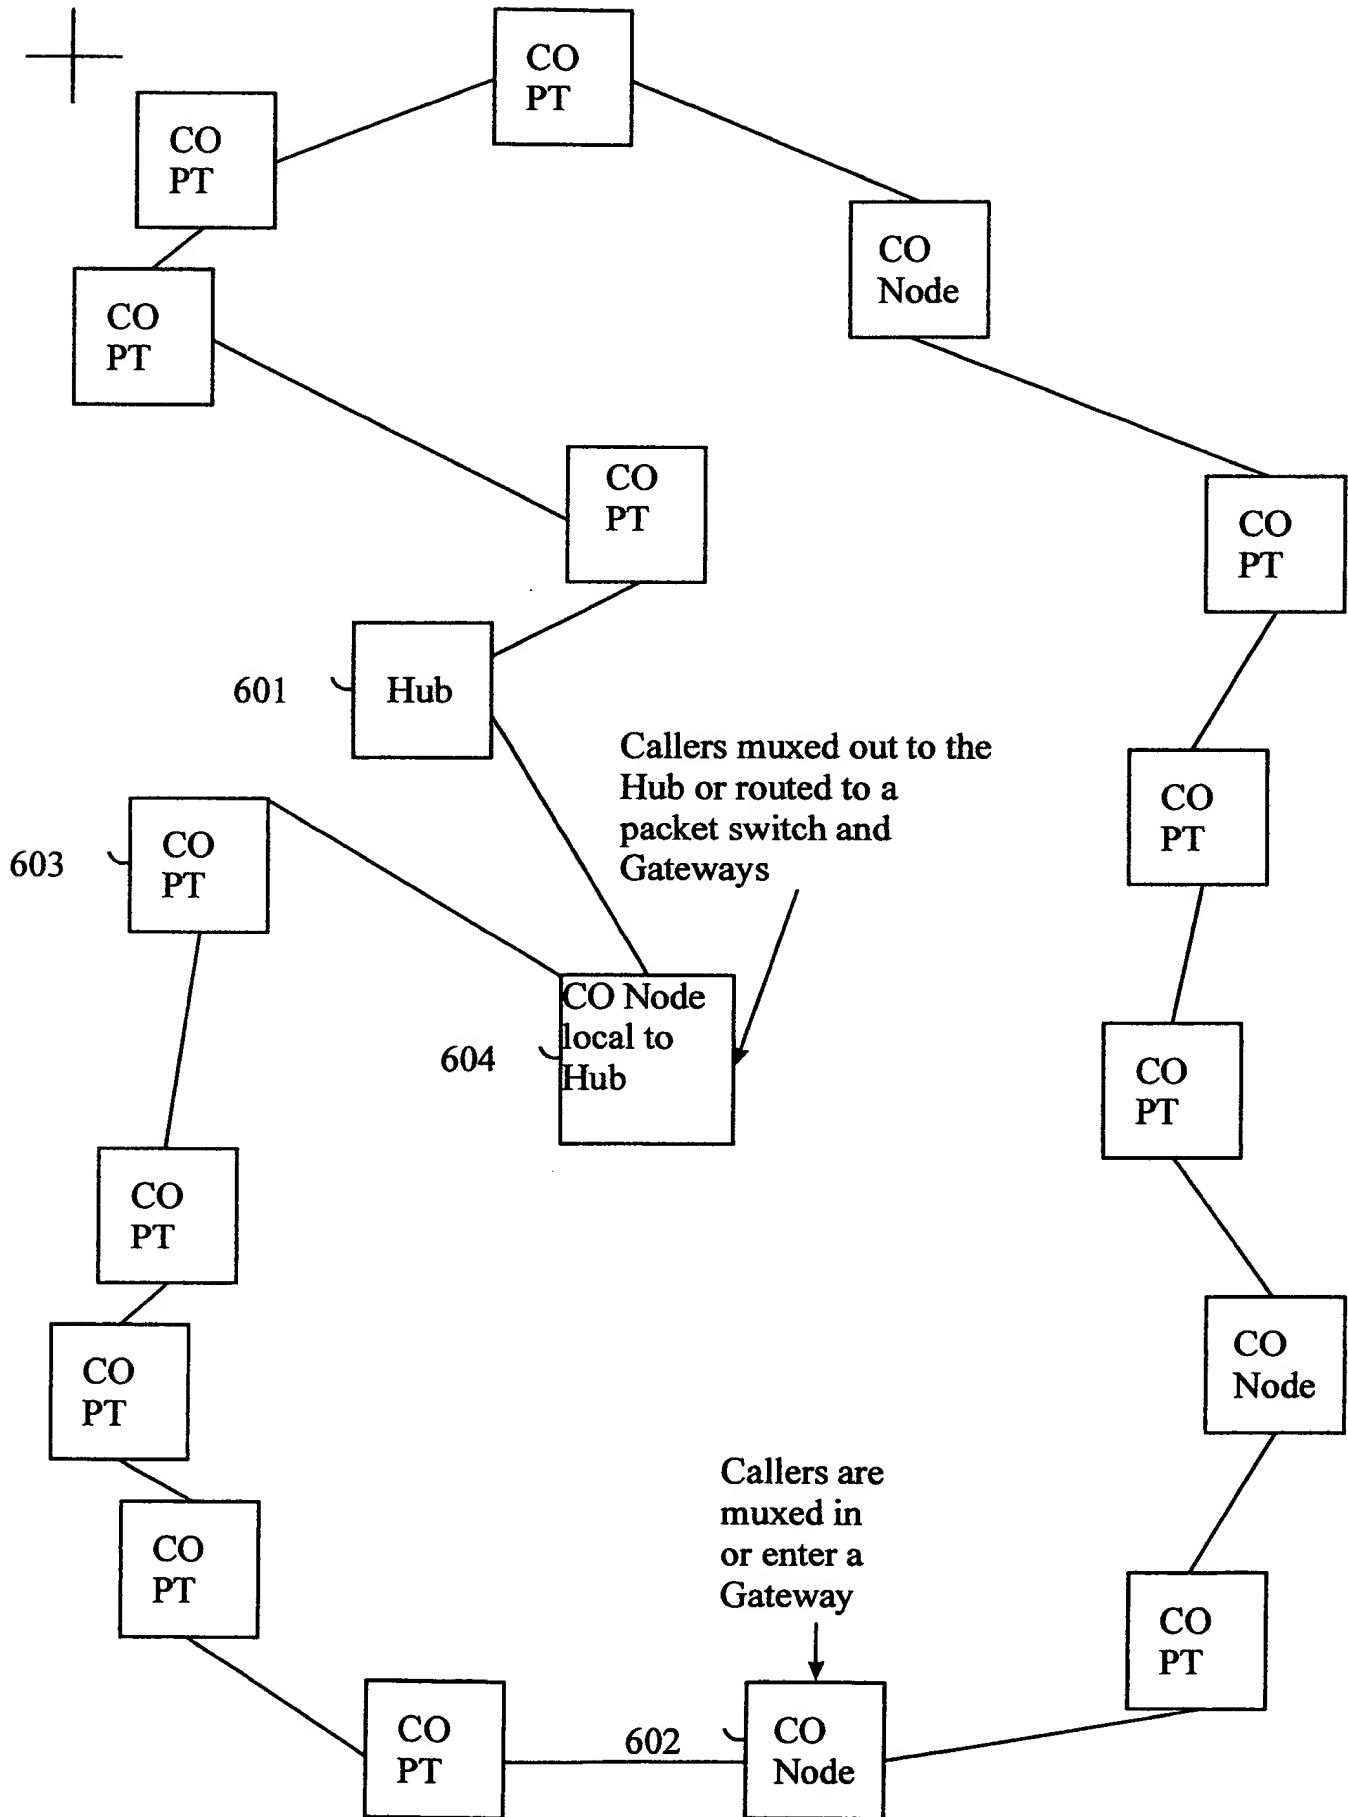 CO
PT
CO
PT
CO
Node
CO
PT
CO
PT
CO
PT
601
Hub
Callers muxed out to the
Hub or routed to a
packet switch and
Gateways
CO
PT
603
CO
PT
604
CO Node
local to
Hub
CO
PT
CO
PT
CO
Node
CO
PT
Callers are
muxed in
or enter a
Gateway
CO
PT
CO
PT
CO
PT
602
CO
Node